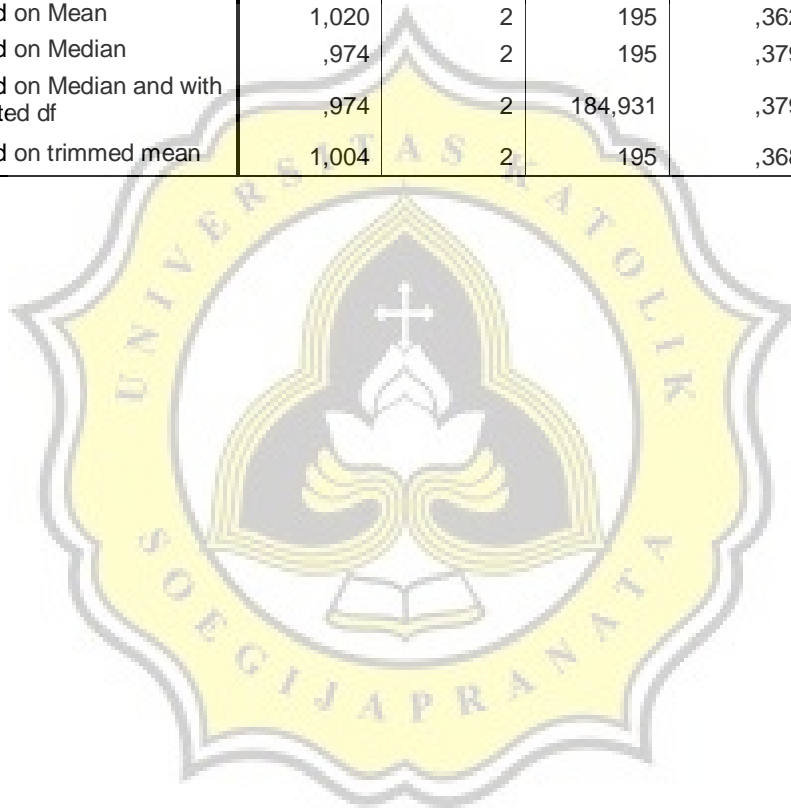 d on Mean 1,020 2 195 ,362
d on Median ,974 2 195 ,379
d on Median and with
ted df ,974 2 184,931 ,379
d on trimmed mean 1,004 2 195 ,368
UNIVERSITAS KATOLIK
SOEGIJAPRANATA